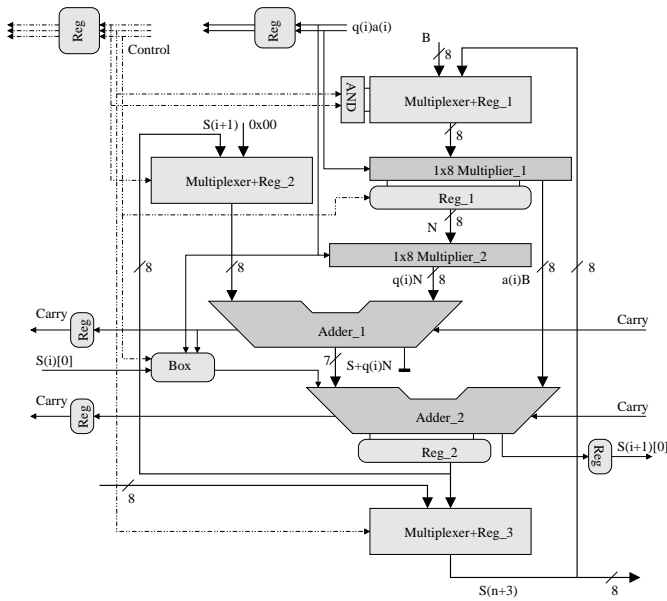 Reg
Control
Reg
q(i)a(i)
B
8
AND
Multiplexer+Reg_1
8
S(i+1)
0x00
Multiplexer+Reg_2
1x8 Multiplier_1
Reg_1
N
8
1x8 Multiplier_2
8
8
q(i)N
8
a(i)B
8
8
Carry
Reg
Adder_1
Carry
S(i)[0]
Box
7
S+q(i)N
Carry
Reg
Adder_2
Carry
Reg_2
Reg
S(i+1)[0]
8
Multiplexer+Reg_3
S(n+3)
8